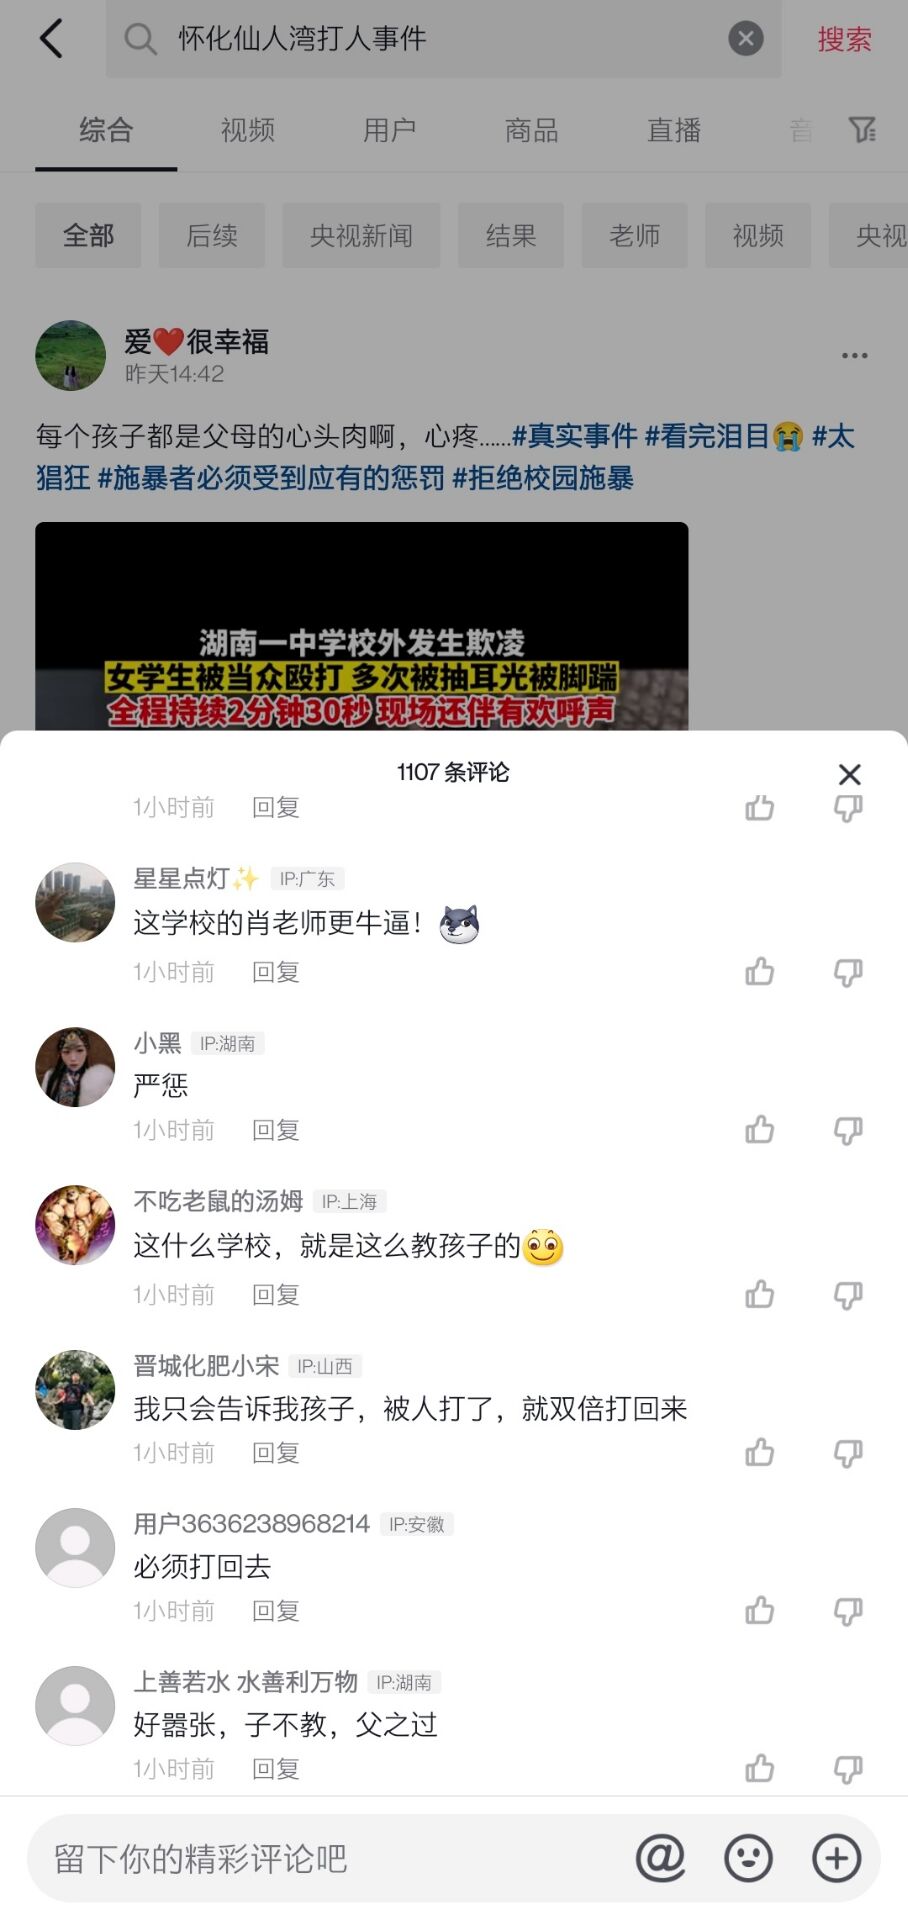 怀化仙人湾打人事件
搜索
综合 视频 用户 商品 直播 音
全部 后续 央视新闻 结果 老师 视频 央视
爱❤️很幸福
昨天14:42
每个孩子都是父母的心头肉啊，心疼......#真实事件 #看完泪目😭 #太
猖狂 #施暴者必须受到应有的惩罚 #拒绝校园施暴
湖南一中学校外发生欺凌
女学生被当众殴打 多次被抽耳光被脚踹
全程持续2分钟30秒 现场还伴有欢呼声
1107 条评论
1小时前 回复
星星点灯✨ IP:广东
这学校的肖老师更牛逼！
1小时前 回复
小黑 IP:湖南
严惩
1小时前 回复
不吃老鼠的汤姆 IP:上海
这什么学校，就是这么教孩子的
1小时前 回复
晋城化肥小宋 IP:山西
我只会告诉我孩子，被人打了，就双倍打回来
1小时前 回复
用户3636238968214 IP:安徽
必须打回去
1小时前 回复
上善若水 水善利万物 IP:湖南
好嚣张，子不教，父之过
1小时前 回复
留下你的精彩评论吧